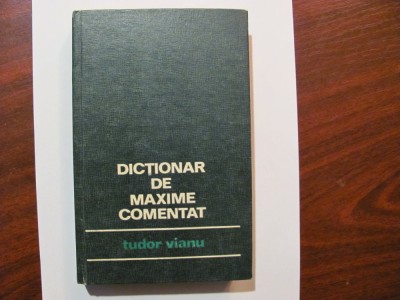 DICȚIONAR
DE
MAXIME
COMENTAT
tudor vianu